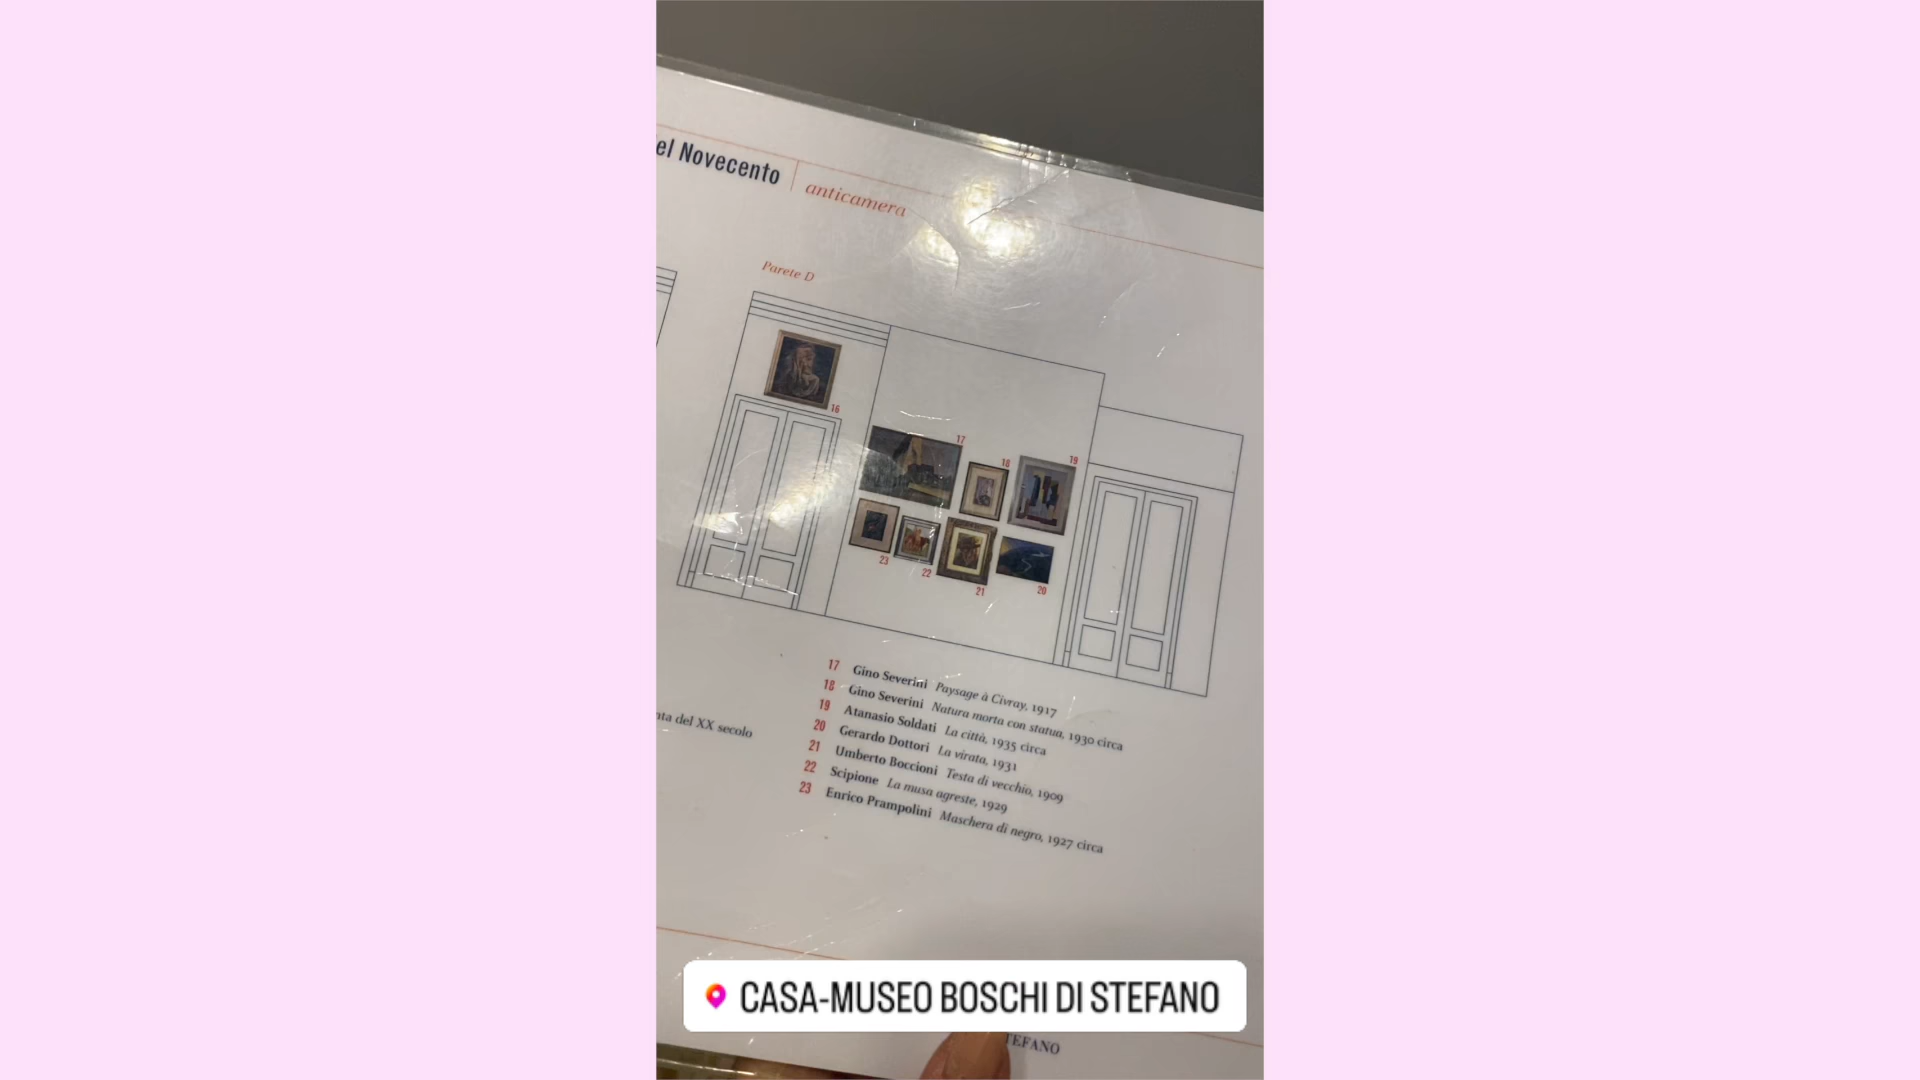 el Novecento
anticamera
Parete D
16
17
18
19
23
22
21
20
17 Gino Severini Paysage à Civray, 1917
18 Gino Severini Natura morta con statua, 1930 circa
19 Atanasio Soldati La città, 1935 circa
20 Gerardo Dottori La virata, 1931
21 Umberto Boccioni Testa di vecchio, 1909
22 Scipione La musa agreste, 1929
23 Enrico Prampolini Maschera di negro, 1927 circa
nta del XX secolo
CASA-MUSEO BOSCHI DI STEFANO
TEFANO